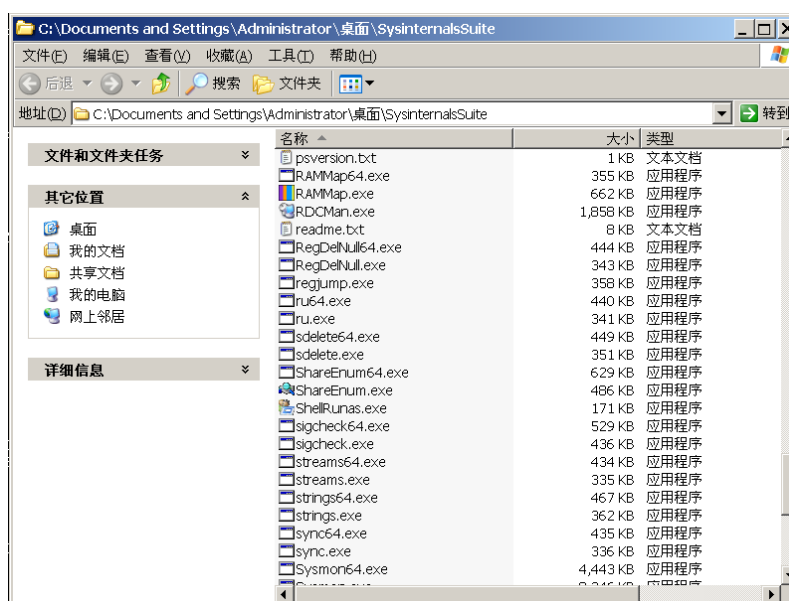 C:\Documents and Settings\Administrator\桌面\SysinternalsSuite
文件(F) 编辑(E) 查看(V) 收藏(A) 工具(T) 帮助(H)
后退 搜索 文件夹
地址(D) C:\Documents and Settings\Administrator\桌面\SysinternalsSuite 转到
文件和文件夹任务
其它位置
桌面
我的文档
共享文档
我的电脑
网上邻居
详细信息
名称 大小 类型
psversion.txt 1 KB 文本文档
RAMMap64.exe 355 KB 应用程序
RAMMap.exe 662 KB 应用程序
RDCMan.exe 1,858 KB 应用程序
readme.txt 8 KB 文本文档
RegDelNull64.exe 444 KB 应用程序
RegDelNull.exe 343 KB 应用程序
regjump.exe 358 KB 应用程序
ru64.exe 440 KB 应用程序
ru.exe 341 KB 应用程序
sdelete64.exe 449 KB 应用程序
sdelete.exe 351 KB 应用程序
ShareEnum64.exe 629 KB 应用程序
ShareEnum.exe 486 KB 应用程序
ShellRunas.exe 171 KB 应用程序
sigcheck64.exe 529 KB 应用程序
sigcheck.exe 436 KB 应用程序
streams64.exe 434 KB 应用程序
streams.exe 335 KB 应用程序
strings64.exe 467 KB 应用程序
strings.exe 362 KB 应用程序
sync64.exe 435 KB 应用程序
sync.exe 336 KB 应用程序
Sysmon64.exe 4,443 KB 应用程序